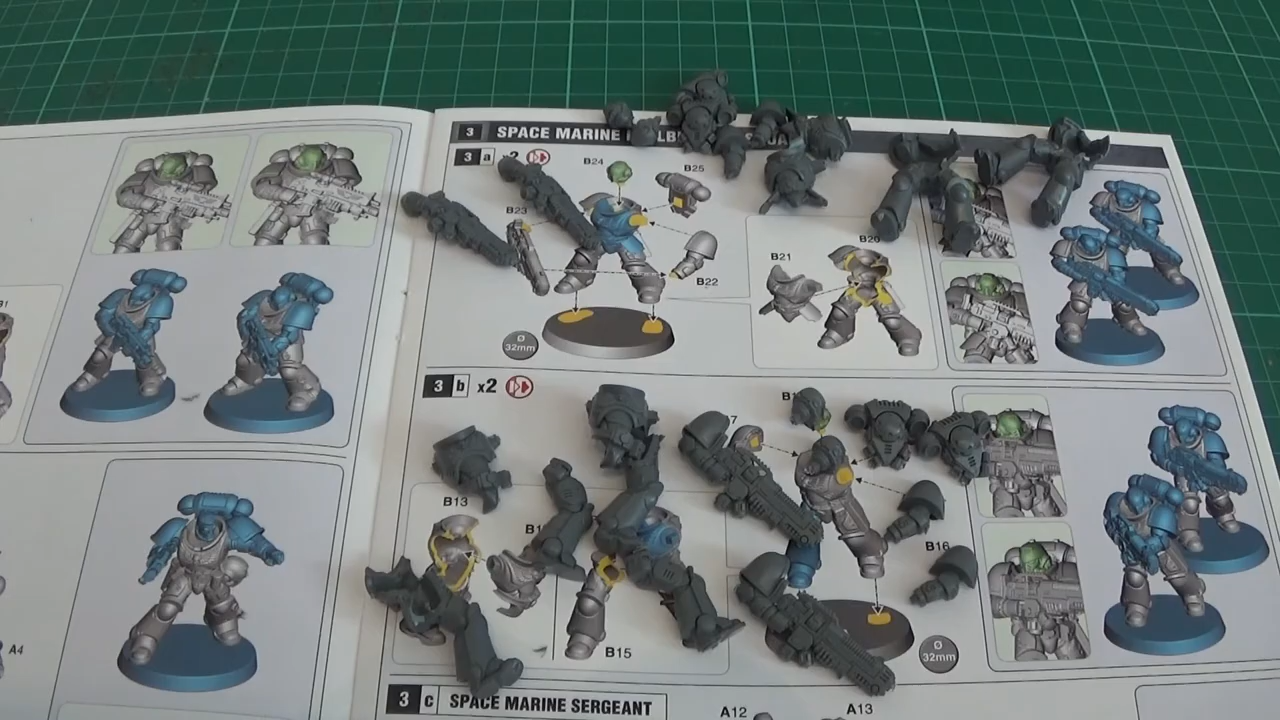 3 SPACE MARINE
3 a
B24
B25
B23
B22
B21
B20
Ø
32mm
3 b x2
B13
B16
B15
Ø
32mm
A4
3 c SPACE MARINE SERGEANT
A12
A13